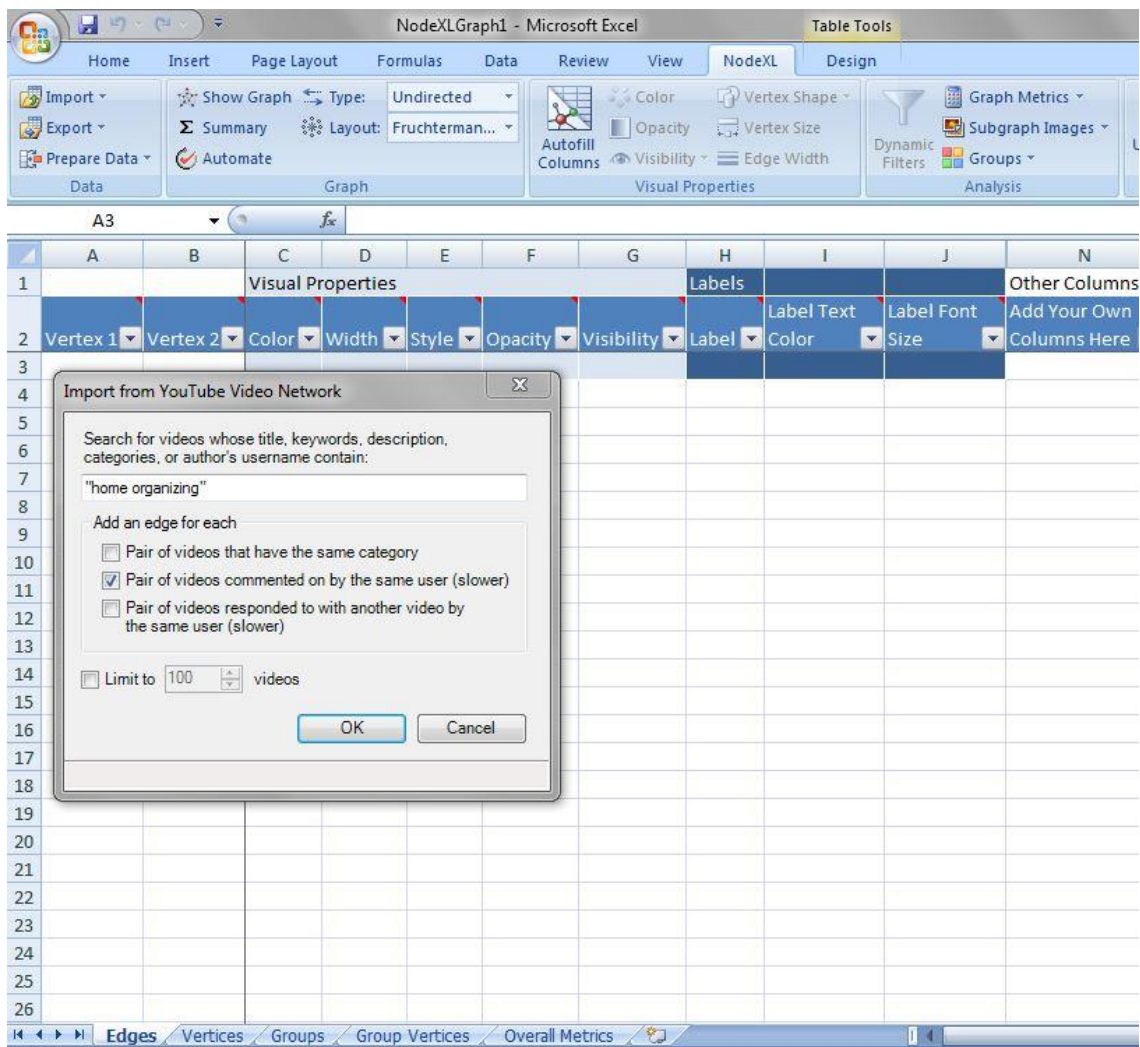 NodeXLGraph1 - Microsoft Excel Table Tools
Home Insert Page Layout Formulas Data Review View NodeXL Design
Import Show Graph Type: Undirected Color Vertex Shape Graph Metrics
Export Σ Summary Layout: Fruchterman... Opacity Vertex Size Subgraph Images
Prepare Data Automate Autofill Columns Visibility Edge Width Dynamic Filters Groups
Data Graph Visual Properties Analysis
A3 fx
A B C D E F G H I J N
1 Visual Properties Labels Other Columns
Label Text Label Font Add Your Own
2 Vertex 1 Vertex 2 Color Width Style Opacity Visibility Label Color Size Columns Here
3
4
Import from YouTube Video Network
5
6
7
8
9
10
11
12
13
14
15
16
17
18
19
20
21
22
23
24
25
26
Search for videos whose title, keywords, description,
categories, or author's username contain:
"home organizing"
Add an edge for each
Pair of videos that have the same category
Pair of videos commented on by the same user (slower)
Pair of videos responded to with another video by
the same user (slower)
Limit to 100 videos
OK Cancel
Edges Vertices Groups Group Vertices Overall Metrics